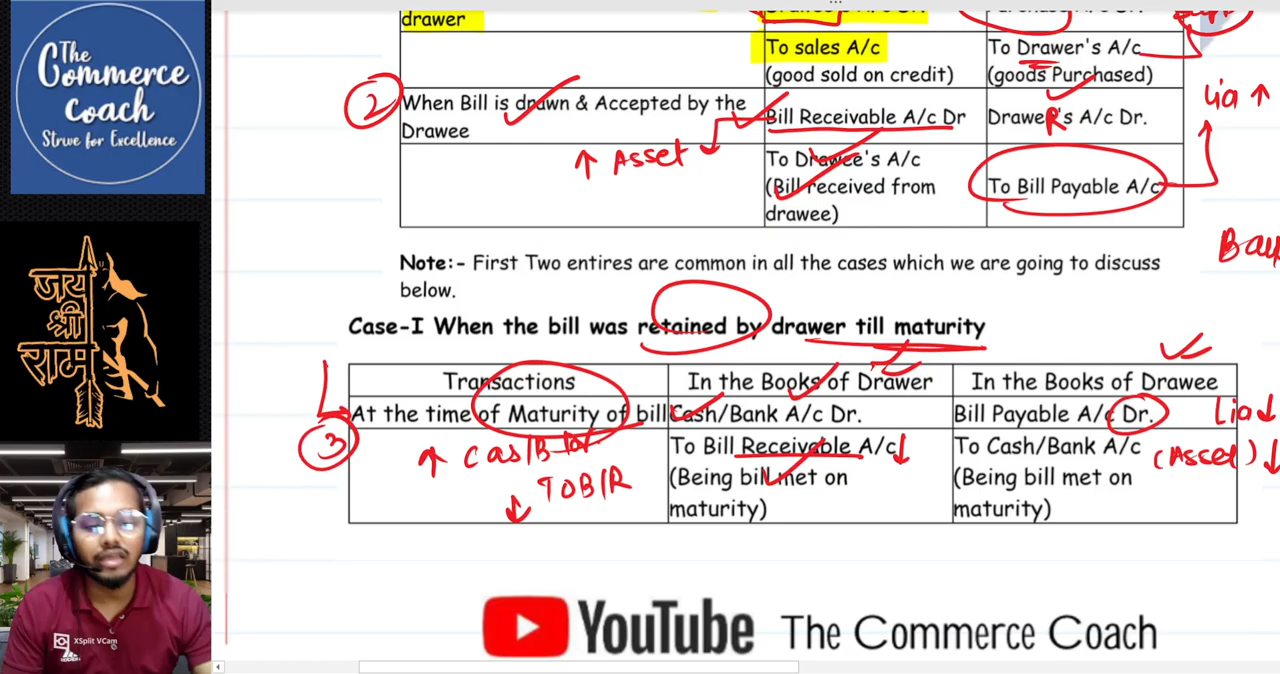 The
Commerce
Coach
Strive for Excellence
जय
श्री
राम
XSplit VCam
drawer
To sales A/c
(good sold on credit)
To Drawer's A/c
(goods Purchased)
2
When Bill is drawn & Accepted by the
Drawee
Bill Receivable A/c Dr
Drawer's A/c Dr.
R
Lia ↑
↑ Asset
To Drawee's A/c
(Bill received from
drawee)
To Bill Payable A/c
Note:- First Two entires are common in all the cases which we are going to discuss
below.
Case-I When the bill was retained by drawer till maturity
Transactions
In the Books of Drawer
In the Books of Drawee
At the time of Maturity of bill
Cash/Bank A/c Dr.
Bill Payable A/c Dr.
Lia ↓
3
To Bill Receivable A/c ↓
(Being bill met on
maturity)
To Cash/Bank A/c
(Being bill met on
maturity)
(Asset) ↓
↑ Cas/B Dr
↓ TO B/R
YouTube The Commerce Coach